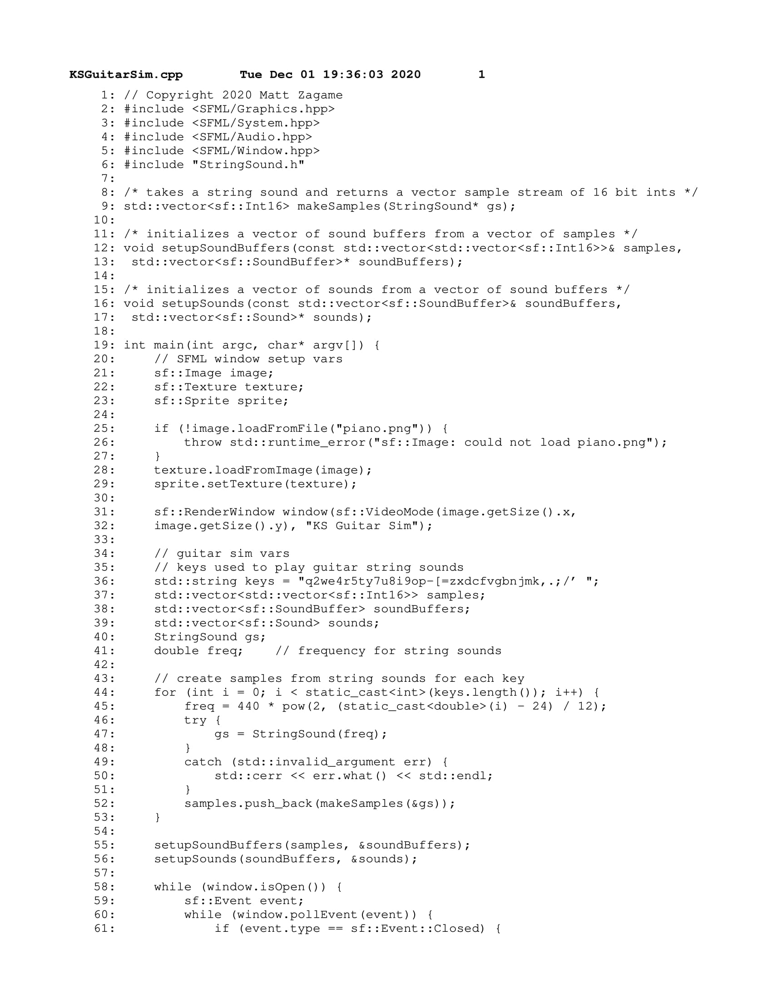 KSGuitarSim.cpp        Tue Dec 01 19:36:03 2020        1
1: // Copyright 2020 Matt Zagame
2: #include <SFML/Graphics.hpp>
3: #include <SFML/System.hpp>
4: #include <SFML/Audio.hpp>
5: #include <SFML/Window.hpp>
6: #include "StringSound.h"
7:
8: /* takes a string sound and returns a vector sample stream of 16 bit ints */
9: std::vector<sf::Int16> makeSamples(StringSound* gs);
10:
11: /* initializes a vector of sound buffers from a vector of samples */
12: void setupSoundBuffers(const std::vector<std::vector<sf::Int16>>& samples,
13:  std::vector<sf::SoundBuffer>* soundBuffers);
14:
15: /* initializes a vector of sounds from a vector of sound buffers */
16: void setupSounds(const std::vector<sf::SoundBuffer>& soundBuffers,
17:  std::vector<sf::Sound>* sounds);
18:
19: int main(int argc, char* argv[]) {
20:     // SFML window setup vars
21:     sf::Image image;
22:     sf::Texture texture;
23:     sf::Sprite sprite;
24:
25:     if (!image.loadFromFile("piano.png")) {
26:         throw std::runtime_error("sf::Image: could not load piano.png");
27:     }
28:     texture.loadFromImage(image);
29:     sprite.setTexture(texture);
30:
31:     sf::RenderWindow window(sf::VideoMode(image.getSize().x,
32:     image.getSize().y), "KS Guitar Sim");
33:
34:     // guitar sim vars
35:     // keys used to play guitar string sounds
36:     std::string keys = "q2we4r5ty7u8i9op-[=zxdcfvgbnjmk,.;/’ ";
37:     std::vector<std::vector<sf::Int16>> samples;
38:     std::vector<sf::SoundBuffer> soundBuffers;
39:     std::vector<sf::Sound> sounds;
40:     StringSound gs;
41:     double freq;    // frequency for string sounds
42:
43:     // create samples from string sounds for each key
44:     for (int i = 0; i < static_cast<int>(keys.length()); i++) {
45:         freq = 440 * pow(2, (static_cast<double>(i) - 24) / 12);
46:         try {
47:             gs = StringSound(freq);
48:         }
49:         catch (std::invalid_argument err) {
50:             std::cerr << err.what() << std::endl;
51:         }
52:         samples.push_back(makeSamples(&gs));
53:     }
54:
55:     setupSoundBuffers(samples, &soundBuffers);
56:     setupSounds(soundBuffers, &sounds);
57:
58:     while (window.isOpen()) {
59:         sf::Event event;
60:         while (window.pollEvent(event)) {
61:             if (event.type == sf::Event::Closed) {